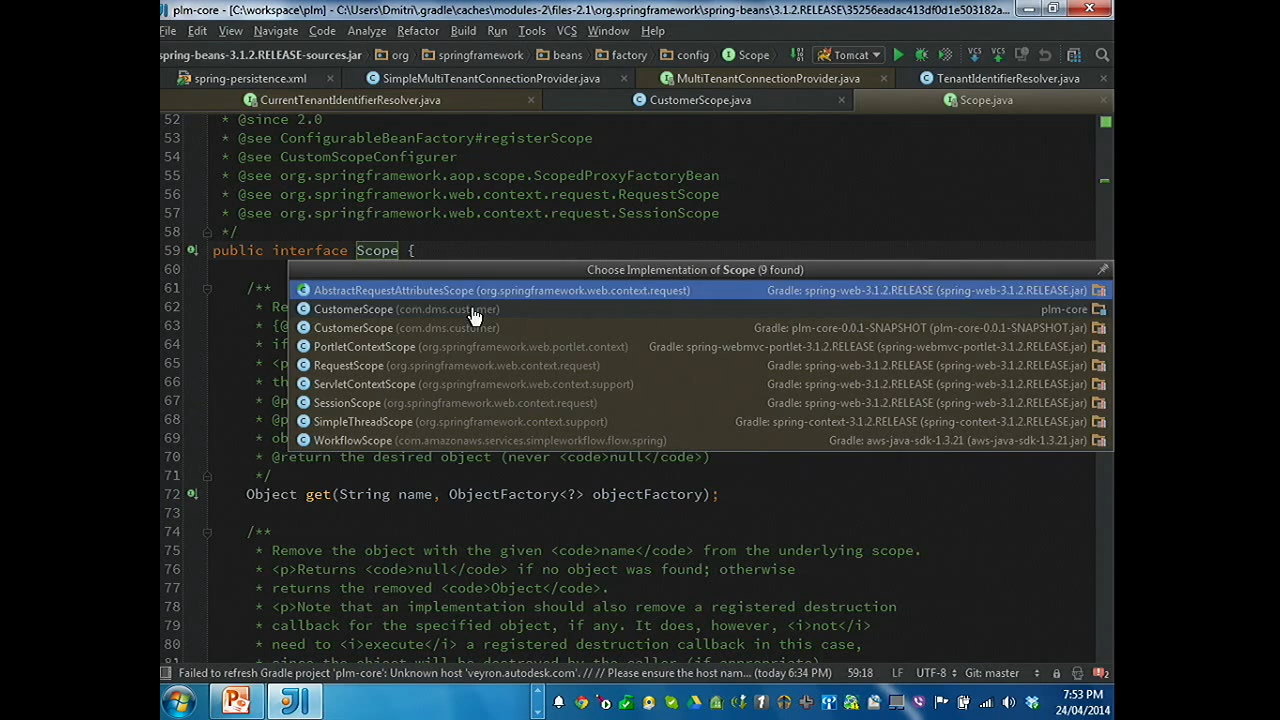 plm-core - [C:\workspace\plm] - C:\Users\Dmitri\.gradle\caches\modules-2\files-2.1\org.springframework\spring-beans\3.1.2.RELEASE\35256eadac413df0d1e503182a...
File Edit View Navigate Code Analyze Refactor Build Run Tools VCS Window Help
spring-beans-3.1.2.RELEASE-sources.jar org springframework beans factory config Scope Tomcat VCS VCS
spring-persistence.xml SimpleMultiTenantConnectionProvider.java MultiTenantConnectionProvider.java TenantIdentifierResolver.java
CurrentTenantIdentifierResolver.java CustomerScope.java Scope.java
52 * @since 2.0
53 * @see ConfigurableBeanFactory#registerScope
54 * @see CustomScopeConfigurer
55 * @see org.springframework.aop.scope.ScopedProxyFactoryBean
56 * @see org.springframework.web.context.request.RequestScope
57 * @see org.springframework.web.context.request.SessionScope
58 */
59 public interface Scope {
60
Choose Implementation of Scope (9 found)
61 /**
AbstractRequestAttributesScope (org.springframework.web.context.request) Gradle: spring-web-3.1.2.RELEASE (spring-web-3.1.2.RELEASE.jar)
62 * Re
CustomerScope (com.dms.customer) plm-core
63 * {@
CustomerScope (com.dms.customer) Gradle: plm-core-0.0.1-SNAPSHOT (plm-core-0.0.1-SNAPSHOT.jar)
64 * if
PortletContextScope (org.springframework.web.portlet.context) Gradle: spring-webmvc-portlet-3.1.2.RELEASE (spring-webmvc-portlet-3.1.2.RELEASE.jar)
65 * <p
RequestScope (org.springframework.web.context.request) Gradle: spring-web-3.1.2.RELEASE (spring-web-3.1.2.RELEASE.jar)
66 * th
ServletContextScope (org.springframework.web.context.support) Gradle: spring-web-3.1.2.RELEASE (spring-web-3.1.2.RELEASE.jar)
67 * @p
SessionScope (org.springframework.web.context.request) Gradle: spring-web-3.1.2.RELEASE (spring-web-3.1.2.RELEASE.jar)
68 * @p
SimpleThreadScope (org.springframework.context.support) Gradle: spring-context-3.1.2.RELEASE (spring-context-3.1.2.RELEASE.jar)
69 * ob
WorkflowScope (com.amazonaws.services.simpleworkflow.flow.spring) Gradle: aws-java-sdk-1.3.21 (aws-java-sdk-1.3.21.jar)
70 * @return the desired object (never <code>null</code>)
71 */
72 Object get(String name, ObjectFactory<?> objectFactory);
73
74 /**
75 * Remove the object with the given <code>name</code> from the underlying scope.
76 * <p>Returns <code>null</code> if no object was found; otherwise
77 * returns the removed <code>Object</code>.
78 * <p>Note that an implementation should also remove a registered destruction
79 * callback for the specified object, if any. It does, however, <i>not</i>
80 * need to <i>execute</i> a registered destruction callback in this case,
81 * since the object will be destroyed by the caller (if appropriate)
Failed to refresh Gradle project 'plm-core': Unknown host 'veyron.autodesk.com'. // // Please ensure the host nam... (today 6:34 PM) 59:18 LF UTF-8 Git: master
7:53 PM
24/04/2014